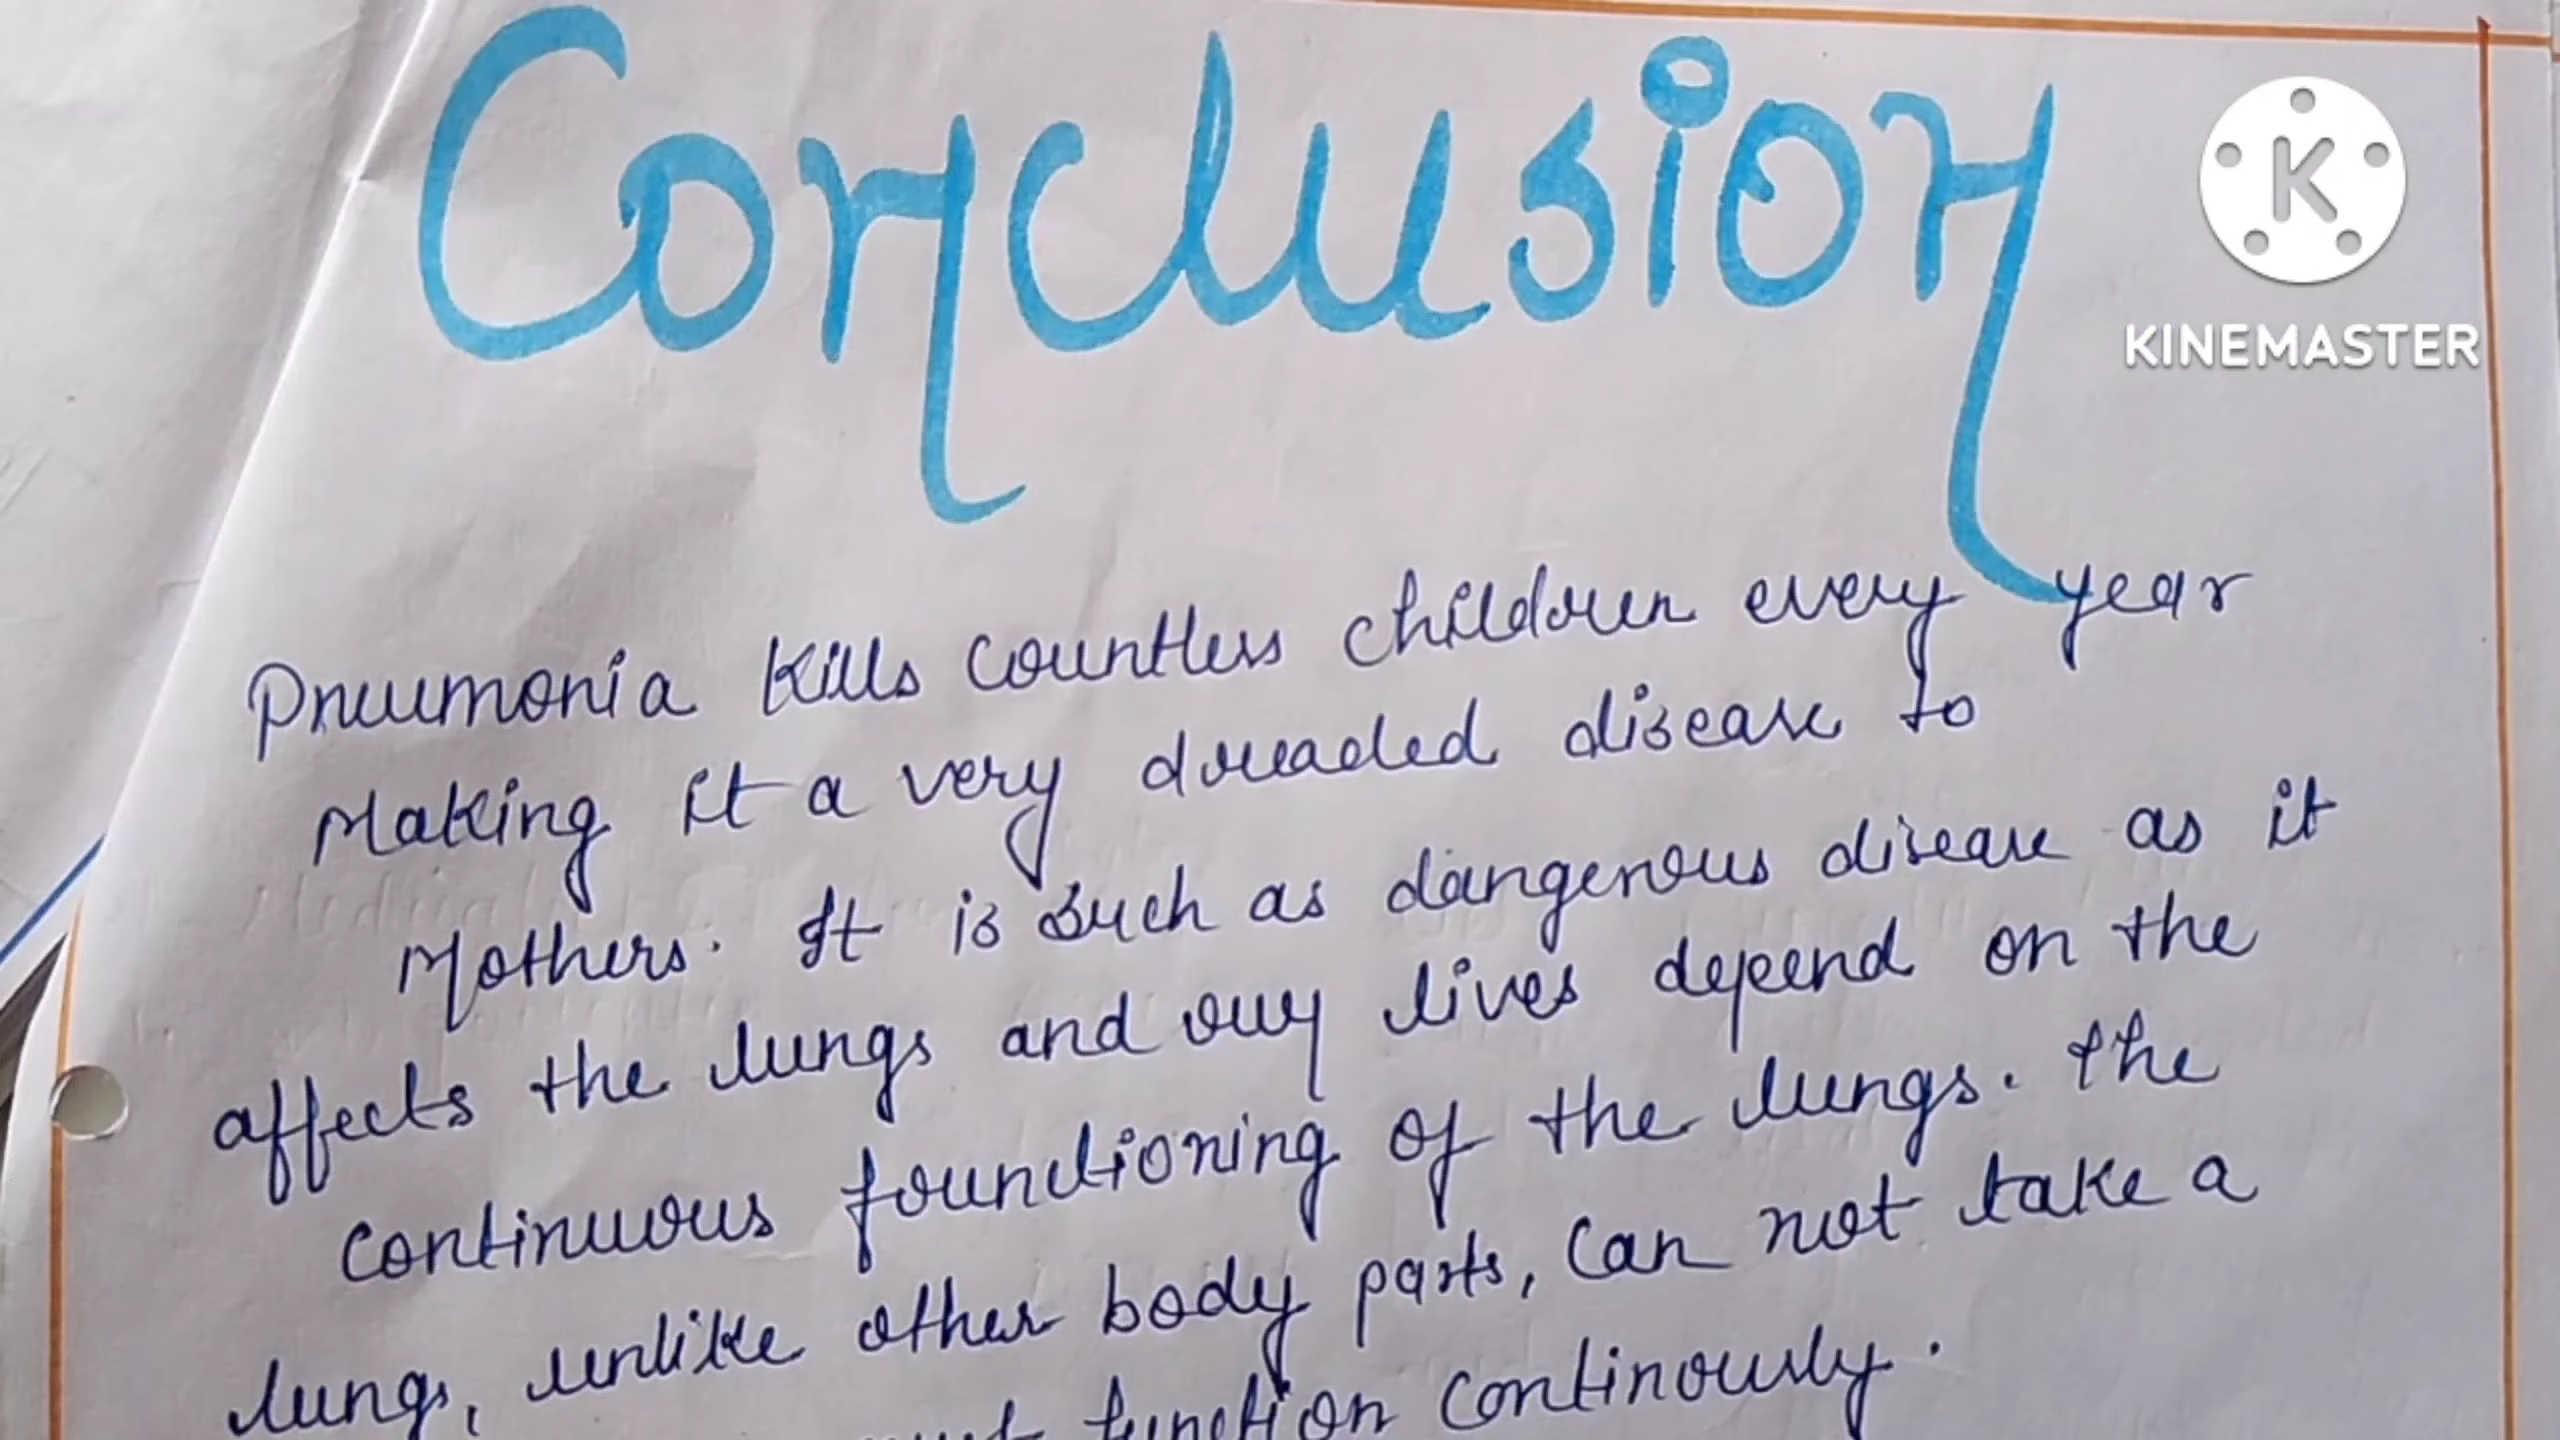 Conclusion
K
KINEMASTER
Pneumonia kills countless children every year
Making it a very dreaded disease to
Mothers. It is such as dangerous disease as it
affects the lungs and our lives depend on the
continuous founctioning of the lungs. The
lungs, unlike other body parts, can not take a
must function continously.